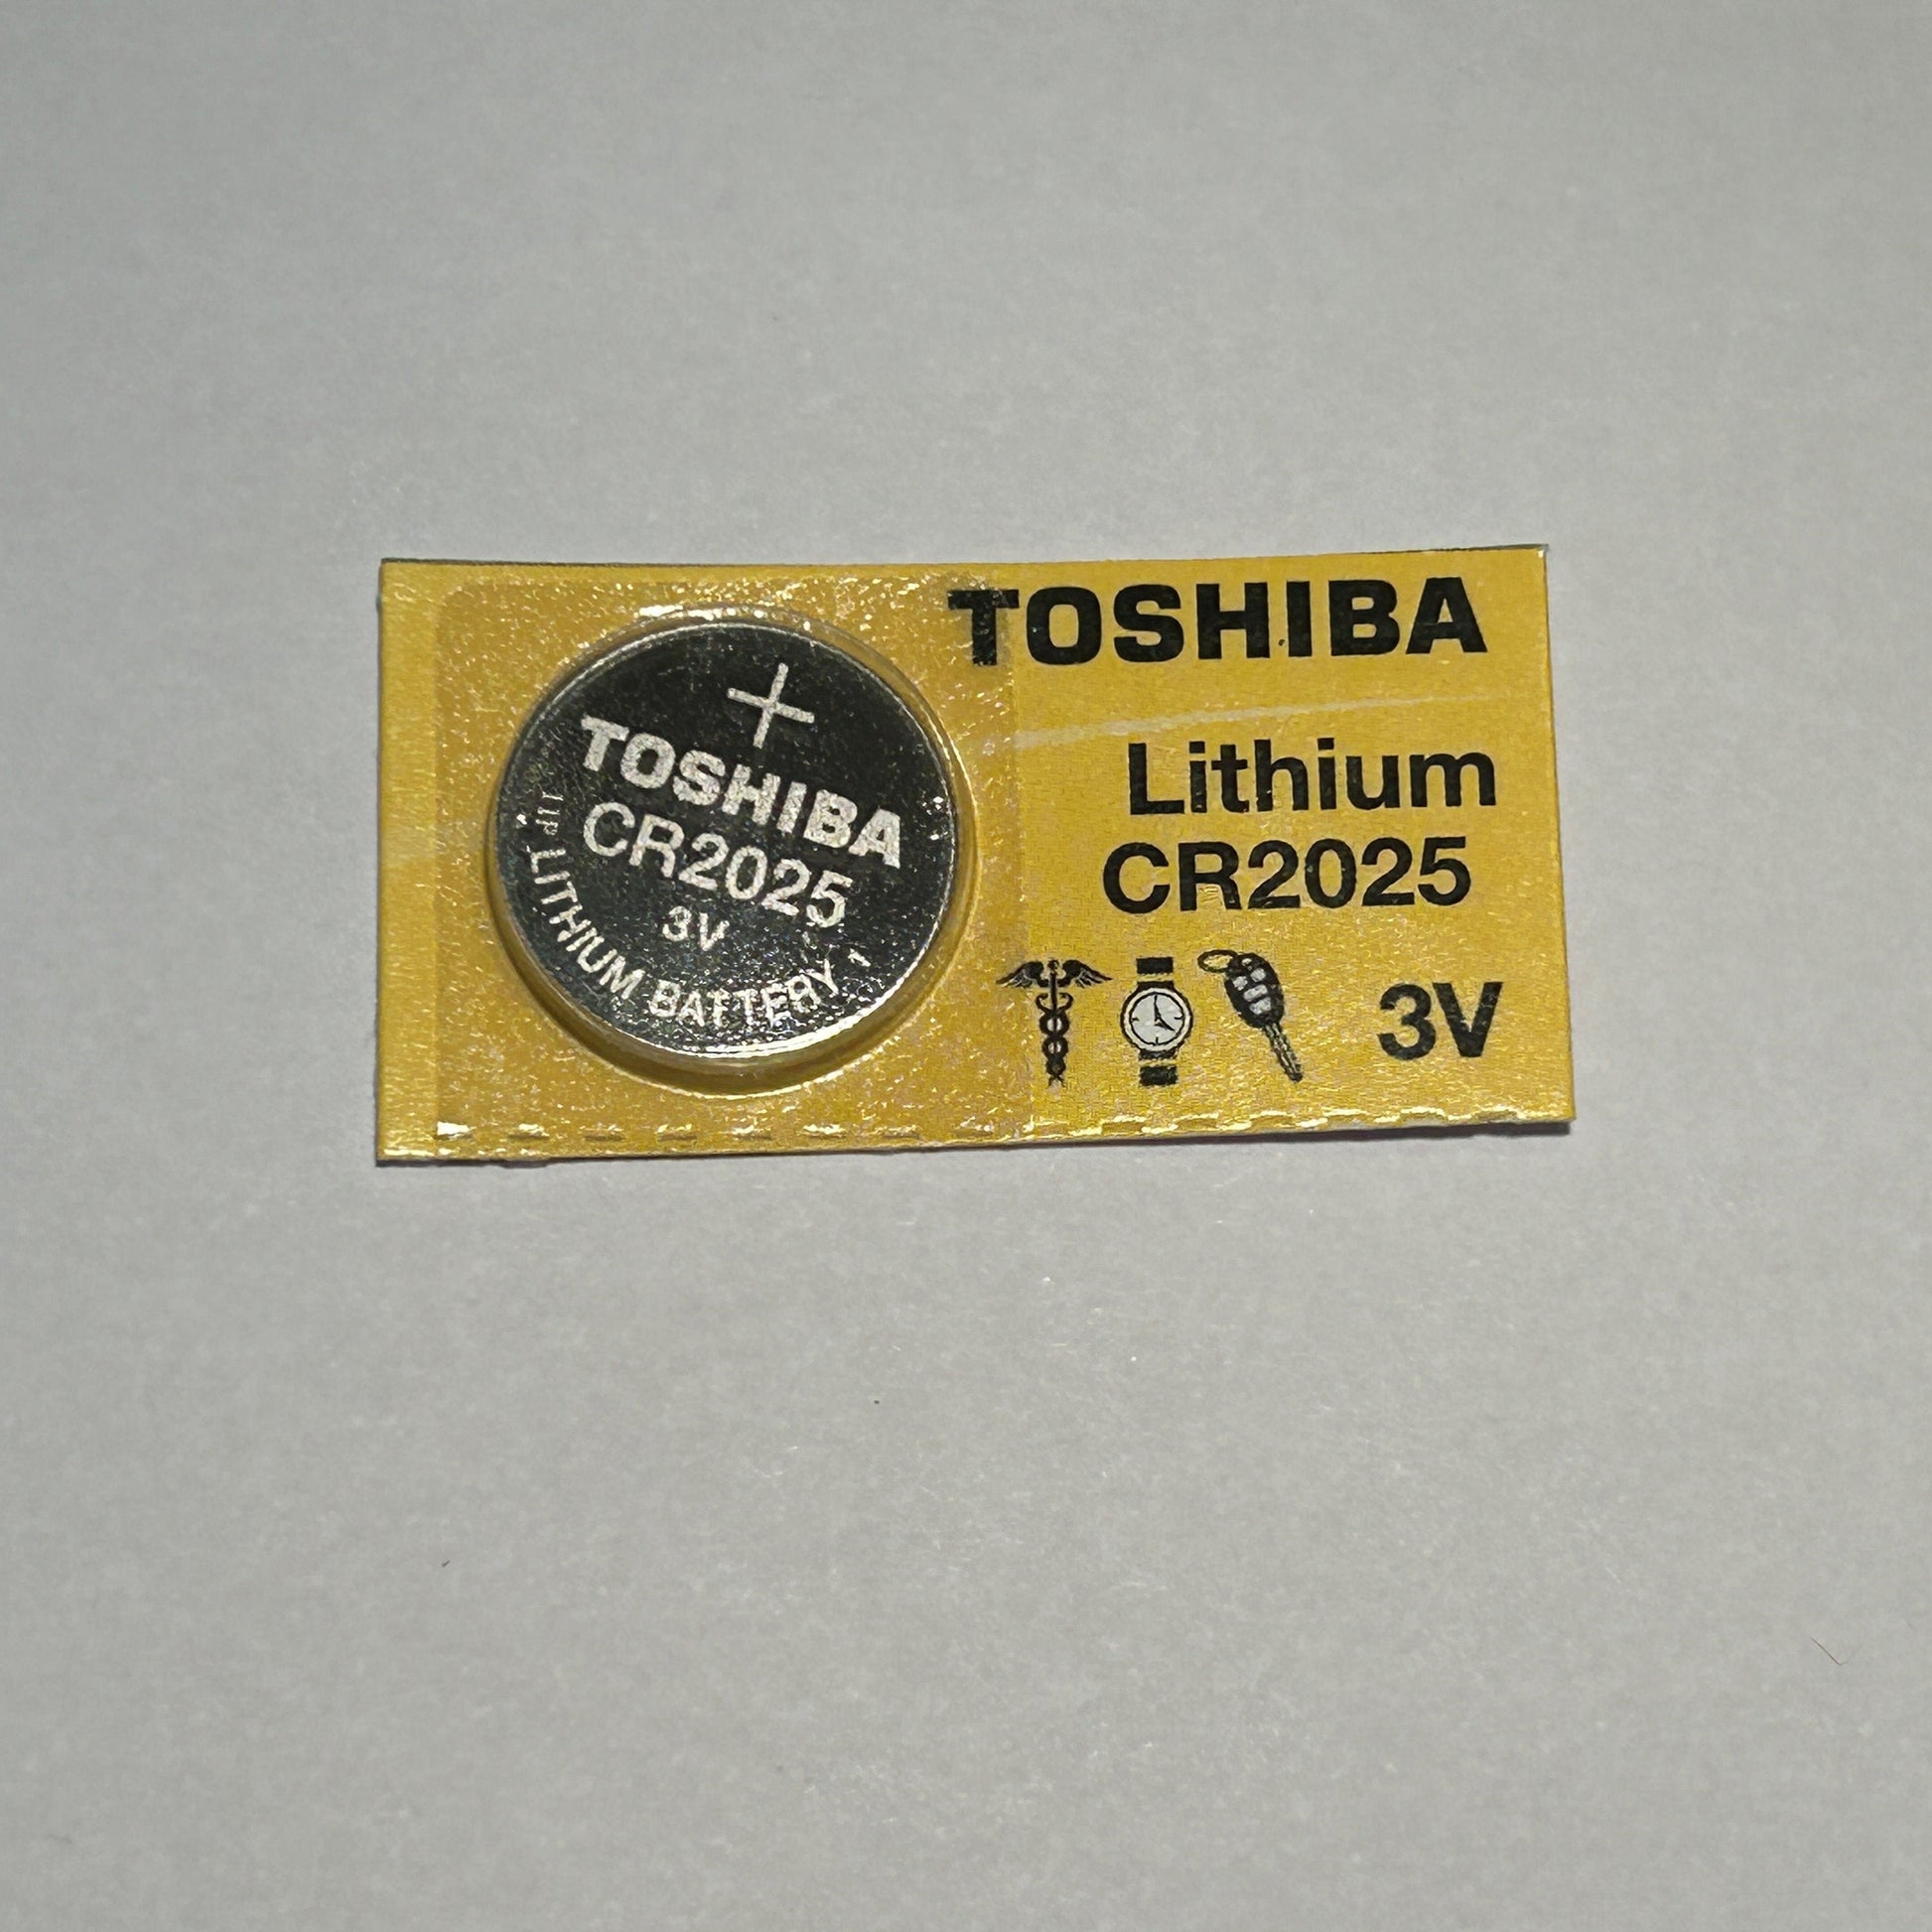 +
TOSHIBA
CR2025
3V
LITHIUM BATTERY
TOSHIBA
Lithium
CR2025
3V